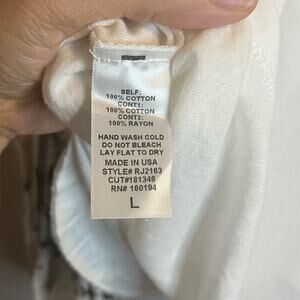 SELF:
100% COTTON
CONT1:
100% COTTON
CONT2:
100% RAYON
HAND WASH COLD
DO NOT BLEACH
LAY FLAT TO DRY
MADE IN USA
STYLE# RJ2163
CUT#181346
RN# 160194
L